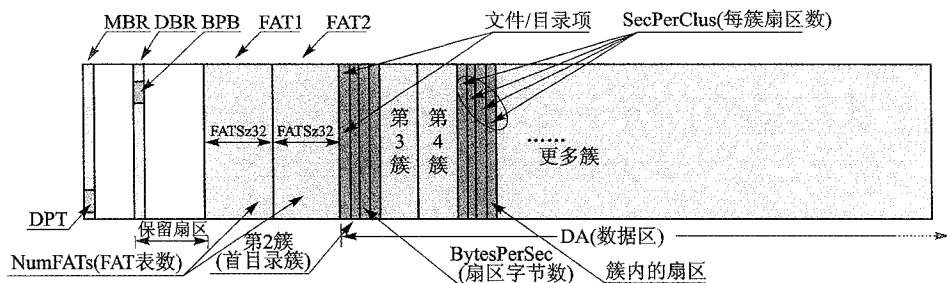 MBR DBR BPB FAT1 FAT2 文件/目录项 SecPerClus(每簇扇区数)
FATSz32 FATSz32
第3簇
第4簇
……
更多簇
DPT
保留扇区
NumFATs(FAT表数)
第2簇
(首目录簇)
BytesPerSec
(扇区字节数)
DA(数据区)
簇内的扇区